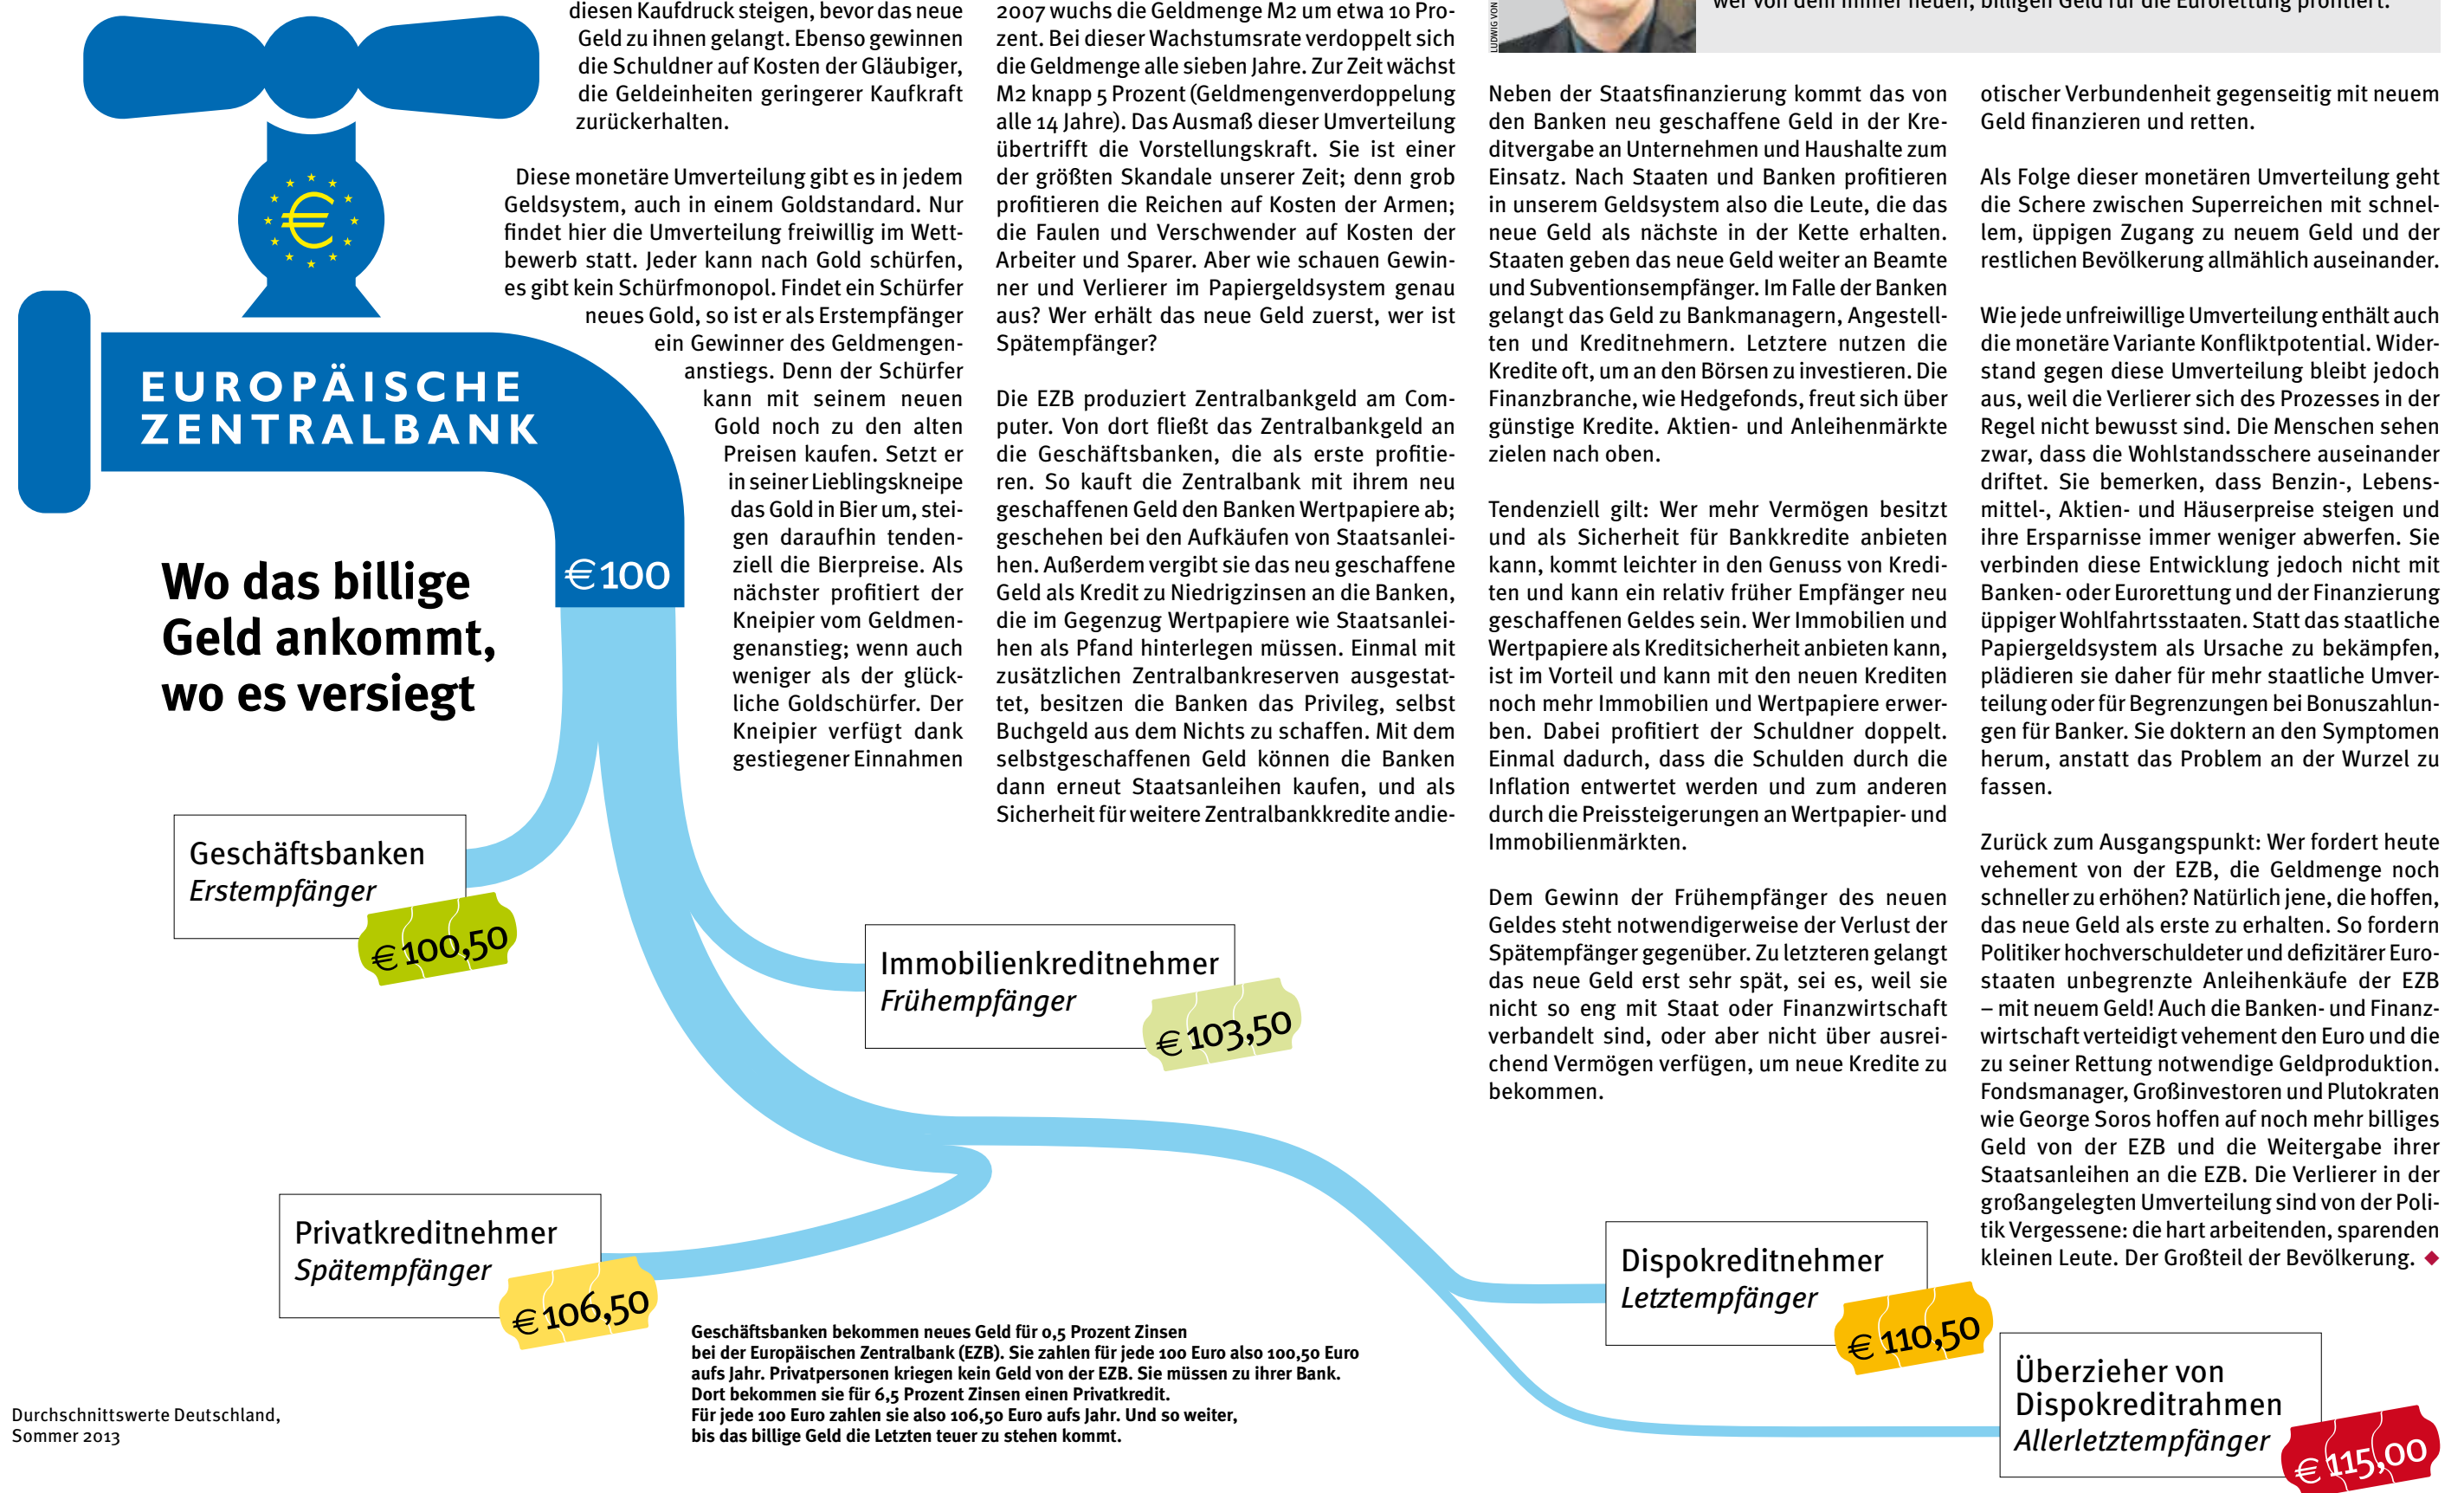 diesen Kaufdruck steigen, bevor das neue
Geld zu ihnen gelangt. Ebenso gewinnen
die Schuldner auf Kosten der Gläubiger,
die Geldeinheiten geringerer Kaufkraft
zurückerhalten.
Diese monetäre Umverteilung gibt es in jedem
Geldsystem, auch in einem Goldstandard. Nur
findet hier die Umverteilung freiwillig im Wett-
bewerb statt. Jeder kann nach Gold schürfen,
es gibt kein Schürfmonopol. Findet ein Schürfer
neues Gold, so ist er als Erstempfänger
ein Gewinner des Geldmengen-
anstiegs. Denn der Schürfer
kann mit seinem neuen
Gold noch zu den alten
Preisen kaufen. Setzt er
in seiner Lieblingskneipe
das Gold in Bier um, stei-
gen daraufhin tenden-
ziell die Bierpreise. Als
nächster profitiert der
Kneipier vom Geldmen-
genanstieg; wenn auch
weniger als der glück-
liche Goldschürfer. Der
Kneipier verfügt dank
gestiegener Einnahmen
2007 wuchs die Geldmenge M2 um etwa 10 Pro-
zent. Bei dieser Wachstumsrate verdoppelt sich
die Geldmenge alle sieben Jahre. Zur Zeit wächst
M2 knapp 5 Prozent (Geldmengenverdoppelung
alle 14 Jahre). Das Ausmaß dieser Umverteilung
übertrifft die Vorstellungskraft. Sie ist einer
der größten Skandale unserer Zeit; denn grob
profitieren die Reichen auf Kosten der Armen;
die Faulen und Verschwender auf Kosten der
Arbeiter und Sparer. Aber wie schauen Gewin-
ner und Verlierer im Papiergeldsystem genau
aus? Wer erhält das neue Geld zuerst, wer ist
Spätempfänger?
Die EZB produziert Zentralbankgeld am Com-
puter. Von dort fließt das Zentralbankgeld an
die Geschäftsbanken, die als erste profitie-
ren. So kauft die Zentralbank mit ihrem neu
geschaffenen Geld den Banken Wertpapiere ab;
geschehen bei den Aufkäufen von Staatsanlei-
hen. Außerdem vergibt sie das neu geschaffene
Geld als Kredit zu Niedrigzinsen an die Banken,
die im Gegenzug Wertpapiere wie Staatsanlei-
hen als Pfand hinterlegen müssen. Einmal mit
zusätzlichen Zentralbankreserven ausgestat-
tet, besitzen die Banken das Privileg, selbst
Buchgeld aus dem Nichts zu schaffen. Mit dem
selbstgeschaffenen Geld können die Banken
dann erneut Staatsanleihen kaufen, und als
Sicherheit für weitere Zentralbankkredite andie-
LUDWIG VON
wer von dem immer neuen, billigen Geld für die Eurorettung profitiert.
Neben der Staatsfinanzierung kommt das von
den Banken neu geschaffene Geld in der Kre-
ditvergabe an Unternehmen und Haushalte zum
Einsatz. Nach Staaten und Banken profitieren
in unserem Geldsystem also die Leute, die das
neue Geld als nächste in der Kette erhalten.
Staaten geben das neue Geld weiter an Beamte
und Subventionsempfänger. Im Falle der Banken
gelangt das Geld zu Bankmanagern, Angestell-
ten und Kreditnehmern. Letztere nutzen die
Kredite oft, um an den Börsen zu investieren. Die
Finanzbranche, wie Hedgefonds, freut sich über
günstige Kredite. Aktien- und Anleihenmärkte
zielen nach oben.
Tendenziell gilt: Wer mehr Vermögen besitzt
und als Sicherheit für Bankkredite anbieten
kann, kommt leichter in den Genuss von Kredi-
ten und kann ein relativ früher Empfänger neu
geschaffenen Geldes sein. Wer Immobilien und
Wertpapiere als Kreditsicherheit anbieten kann,
ist im Vorteil und kann mit den neuen Krediten
noch mehr Immobilien und Wertpapiere erwer-
ben. Dabei profitiert der Schuldner doppelt.
Einmal dadurch, dass die Schulden durch die
Inflation entwertet werden und zum anderen
durch die Preissteigerungen an Wertpapier- und
Immobilienmärkten.
Dem Gewinn der Frühempfänger des neuen
Geldes steht notwendigerweise der Verlust der
Spätempfänger gegenüber. Zu letzteren gelangt
das neue Geld erst sehr spät, sei es, weil sie
nicht so eng mit Staat oder Finanzwirtschaft
verbandelt sind, oder aber nicht über ausrei-
chend Vermögen verfügen, um neue Kredite zu
bekommen.
otischer Verbundenheit gegenseitig mit neuem
Geld finanzieren und retten.
Als Folge dieser monetären Umverteilung geht
die Schere zwischen Superreichen mit schnel-
lem, üppigen Zugang zu neuem Geld und der
restlichen Bevölkerung allmählich auseinander.
Wie jede unfreiwillige Umverteilung enthält auch
die monetäre Variante Konfliktpotential. Wider-
stand gegen diese Umverteilung bleibt jedoch
aus, weil die Verlierer sich des Prozesses in der
Regel nicht bewusst sind. Die Menschen sehen
zwar, dass die Wohlstandsschere auseinander
driftet. Sie bemerken, dass Benzin-, Lebens-
mittel-, Aktien- und Häuserpreise steigen und
ihre Ersparnisse immer weniger abwerfen. Sie
verbinden diese Entwicklung jedoch nicht mit
Banken- oder Eurorettung und der Finanzierung
üppiger Wohlfahrtsstaaten. Statt das staatliche
Papiergeldsystem als Ursache zu bekämpfen,
plädieren sie daher für mehr staatliche Umver-
teilung oder für Begrenzungen bei Bonuszahlun-
gen für Banker. Sie doktern an den Symptomen
herum, anstatt das Problem an der Wurzel zu
fassen.
Zurück zum Ausgangspunkt: Wer fordert heute
vehement von der EZB, die Geldmenge noch
schneller zu erhöhen? Natürlich jene, die hoffen,
das neue Geld als erste zu erhalten. So fordern
Politiker hochverschuldeter und defizitärer Euro-
staaten unbegrenzte Anleihenkäufe der EZB
– mit neuem Geld! Auch die Banken- und Finanz-
wirtschaft verteidigt vehement den Euro und die
zu seiner Rettung notwendige Geldproduktion.
Fondsmanager, Großinvestoren und Plutokraten
wie George Soros hoffen auf noch mehr billiges
Geld von der EZB und die Weitergabe ihrer
Staatsanleihen an die EZB. Die Verlierer in der
großangelegten Umverteilung sind von der Poli-
tik Vergessene: die hart arbeitenden, sparenden
kleinen Leute. Der Großteil der Bevölkerung. ◆
€
EUROPÄISCHE
ZENTRALBANK
€100
Wo das billige
Geld ankommt,
wo es versiegt
Geschäftsbanken
Erstempfänger
€ 100,50
Immobilienkreditnehmer
Frühempfänger
€ 103,50
Privatkreditnehmer
Spätempfänger
€ 106,50
Dispokreditnehmer
Letztempfänger
€ 110,50
Überzieher von
Dispokreditrahmen
Allerletztempfänger
€ 115,00
Geschäftsbanken bekommen neues Geld für 0,5 Prozent Zinsen
bei der Europäischen Zentralbank (EZB). Sie zahlen für jede 100 Euro also 100,50 Euro
aufs Jahr. Privatpersonen kriegen kein Geld von der EZB. Sie müssen zu ihrer Bank.
Dort bekommen sie für 6,5 Prozent Zinsen einen Privatkredit.
Für jede 100 Euro zahlen sie also 106,50 Euro aufs Jahr. Und so weiter,
bis das billige Geld die Letzten teuer zu stehen kommt.
Durchschnittswerte Deutschland,
Sommer 2013